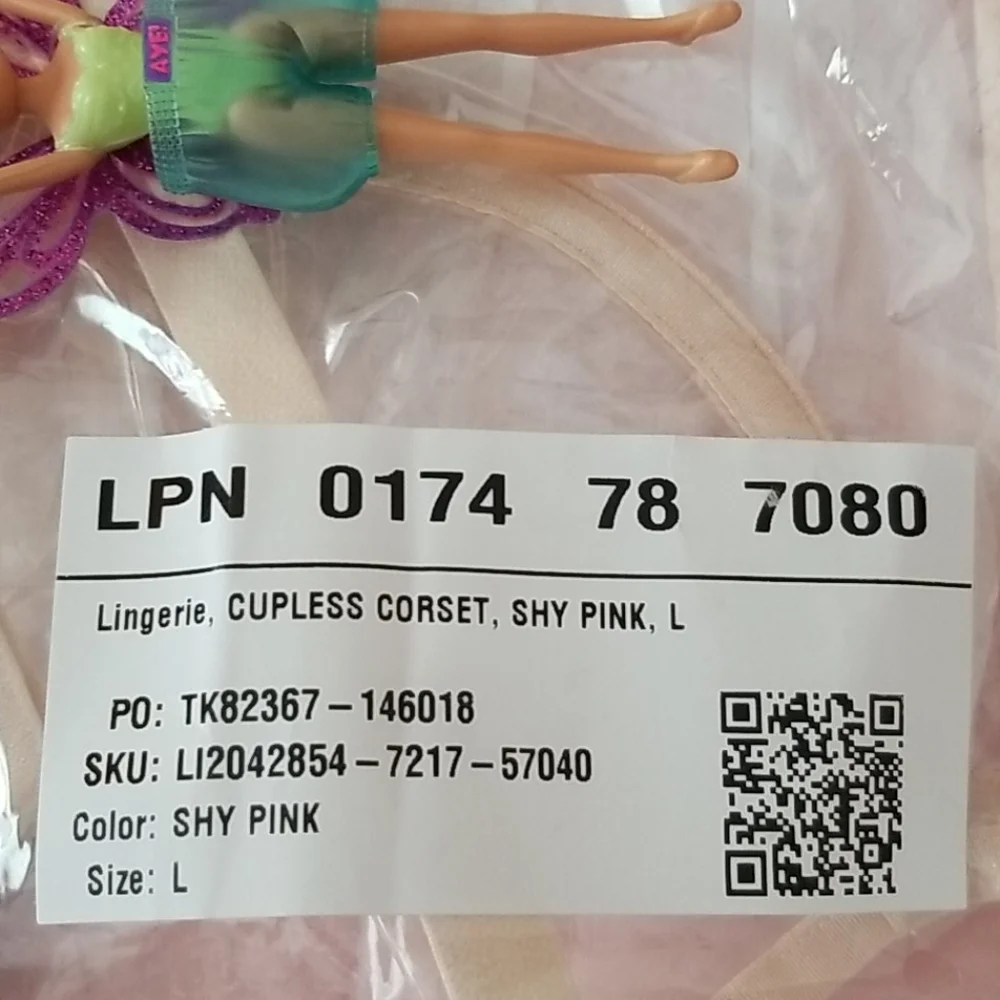 AYE!
LPN 0174 78 7080
Lingerie, CUPLESS CORSET, SHY PINK, L
PO: TK82367-146018
SKU: LI2042854-7217-57040
Color: SHY PINK
Size: L